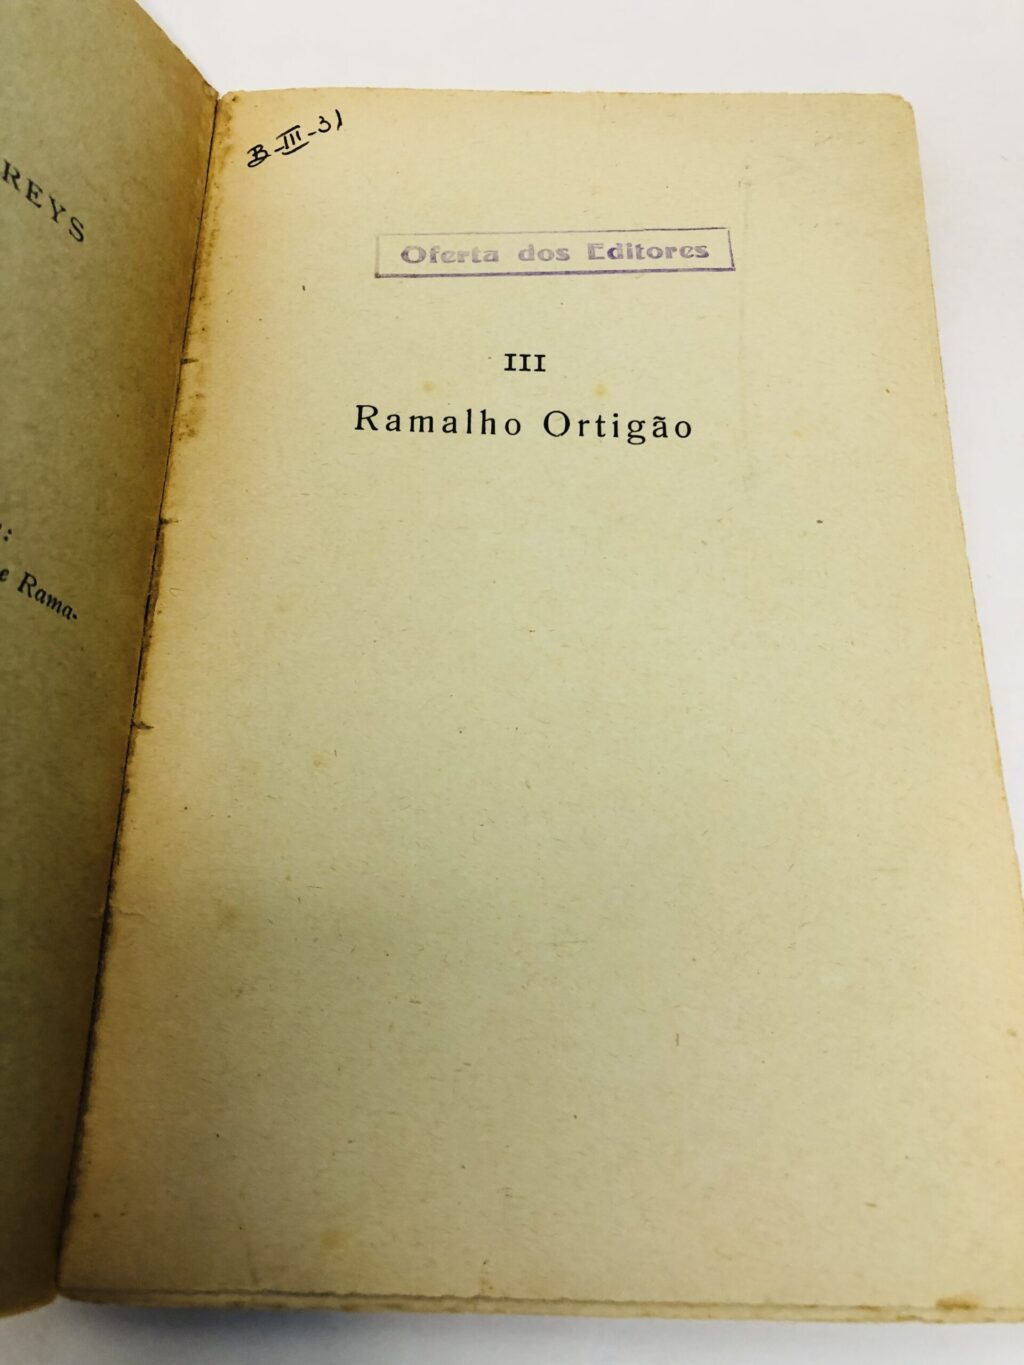 REYS
:
e Rama-
B-III-31
Oferta dos Editores
III
Ramalho Ortigão